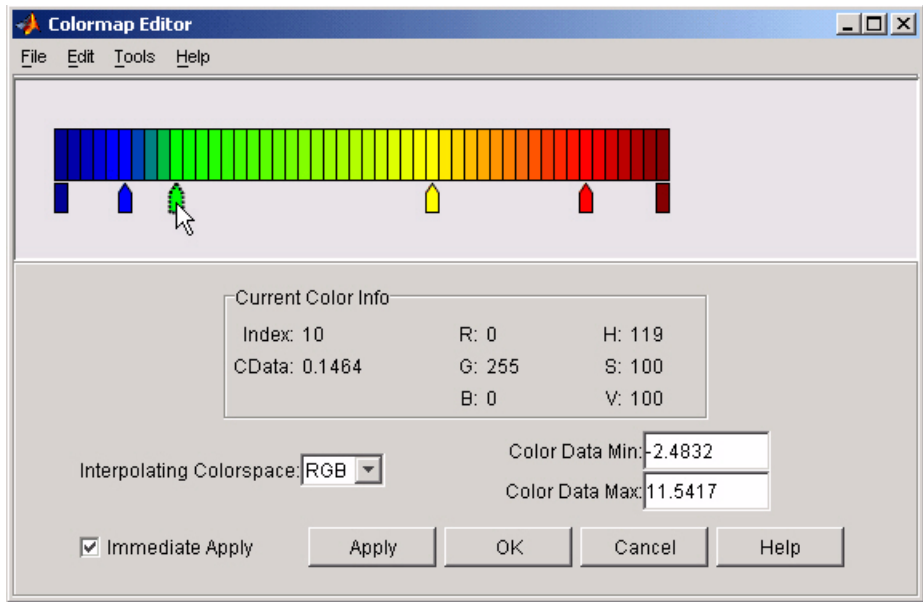 Colormap Editor
File Edit Tools Help
Current Color Info
Index: 10 R: 0 H: 119
CData: 0.1464 G: 255 S: 100
B: 0 V: 100
Interpolating Colorspace: RGB
Color Data Min: -2.4832
Color Data Max: 11.5417
Immediate Apply Apply OK Cancel Help